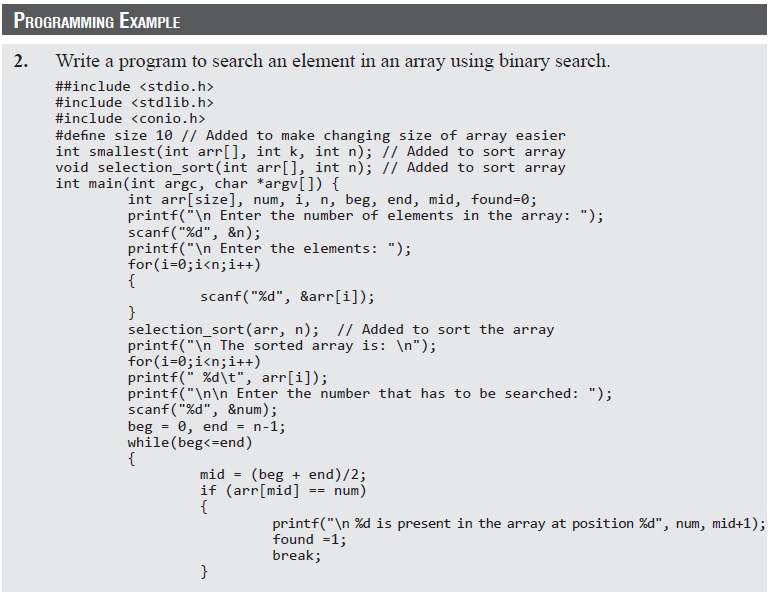 PROGRAMMING EXAMPLE
2. Write a program to search an element in an array using binary search.
##include <stdio.h>
#include <stdlib.h>
#include <conio.h>
#define size 10 // Added to make changing size of array easier
int smallest(int arr[], int k, int n); // Added to sort array
void selection_sort(int arr[], int n); // Added to sort array
int main(int argc, char *argv[]) {
int arr[size], num, i, n, beg, end, mid, found=0;
printf("\n Enter the number of elements in the array: ");
scanf("%d", &n);
printf("\n Enter the elements: ");
for(i=0;i<n;i++)
{
scanf("%d", &arr[i]);
}
selection_sort(arr, n); // Added to sort the array
printf("\n The sorted array is: \n");
for(i=0;i<n;i++)
printf(" %d\t", arr[i]);
printf("\n\n Enter the number that has to be searched: ");
scanf("%d", &num);
beg = 0, end = n-1;
while(beg<=end)
{
mid = (beg + end)/2;
if (arr[mid] == num)
{
printf("\n %d is present in the array at position %d", num, mid+1);
found =1;
break;
}